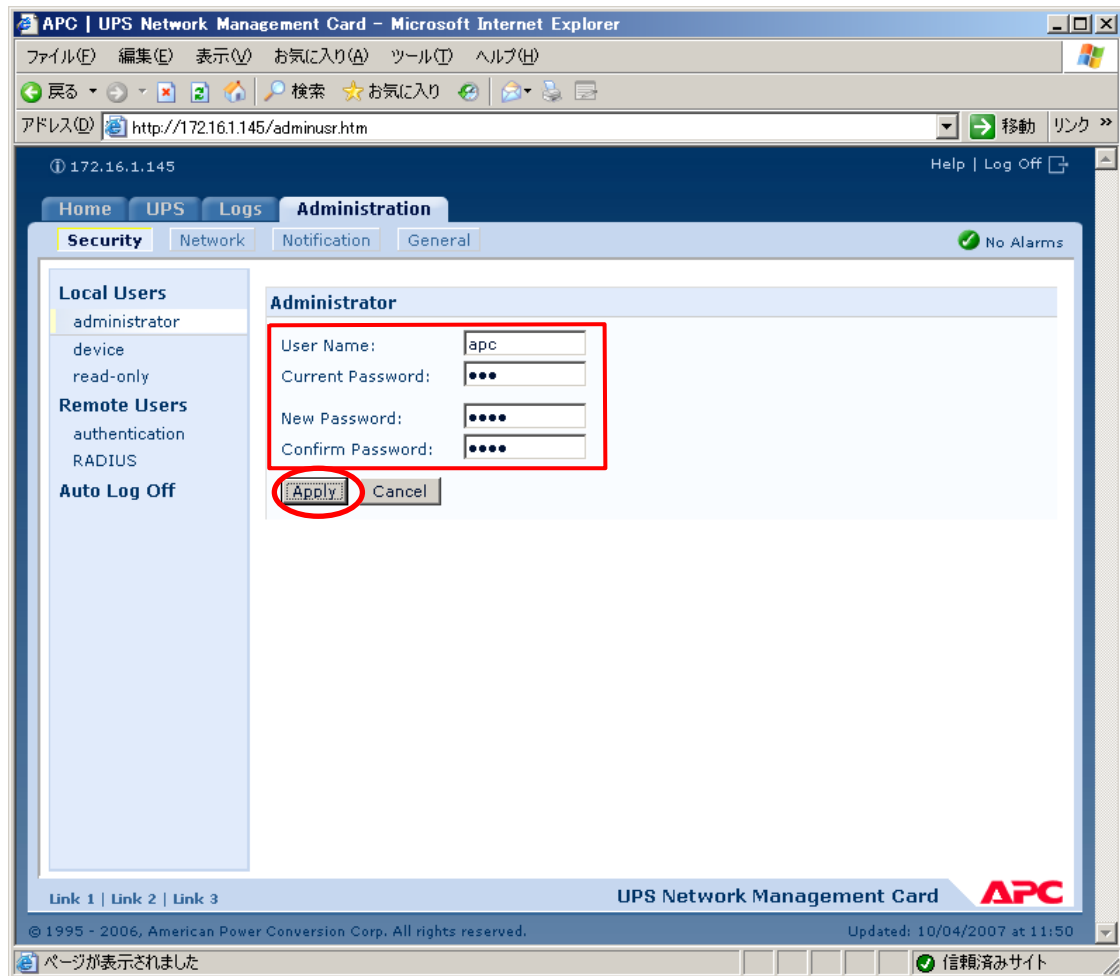 APC | UPS Network Management Card - Microsoft Internet Explorer
ファイル(F) 編集(E) 表示(V) お気に入り(A) ツール(T) ヘルプ(H)
戻る 検索 お気に入り
アドレス(D) http://172.16.1.145/adminusr.htm 移動 リンク »
172.16.1.145 Help | Log Off
Home UPS Logs Administration
Security Network Notification General No Alarms
Local Users
administrator
device
read-only
Remote Users
authentication
RADIUS
Auto Log Off
Administrator
User Name: apc
Current Password: •••
New Password: ••••
Confirm Password: ••••
Apply Cancel
Link 1 | Link 2 | Link 3 UPS Network Management Card APC
© 1995 - 2006, American Power Conversion Corp. All rights reserved. Updated: 10/04/2007 at 11:50
ページが表示されました 信頼済みサイト